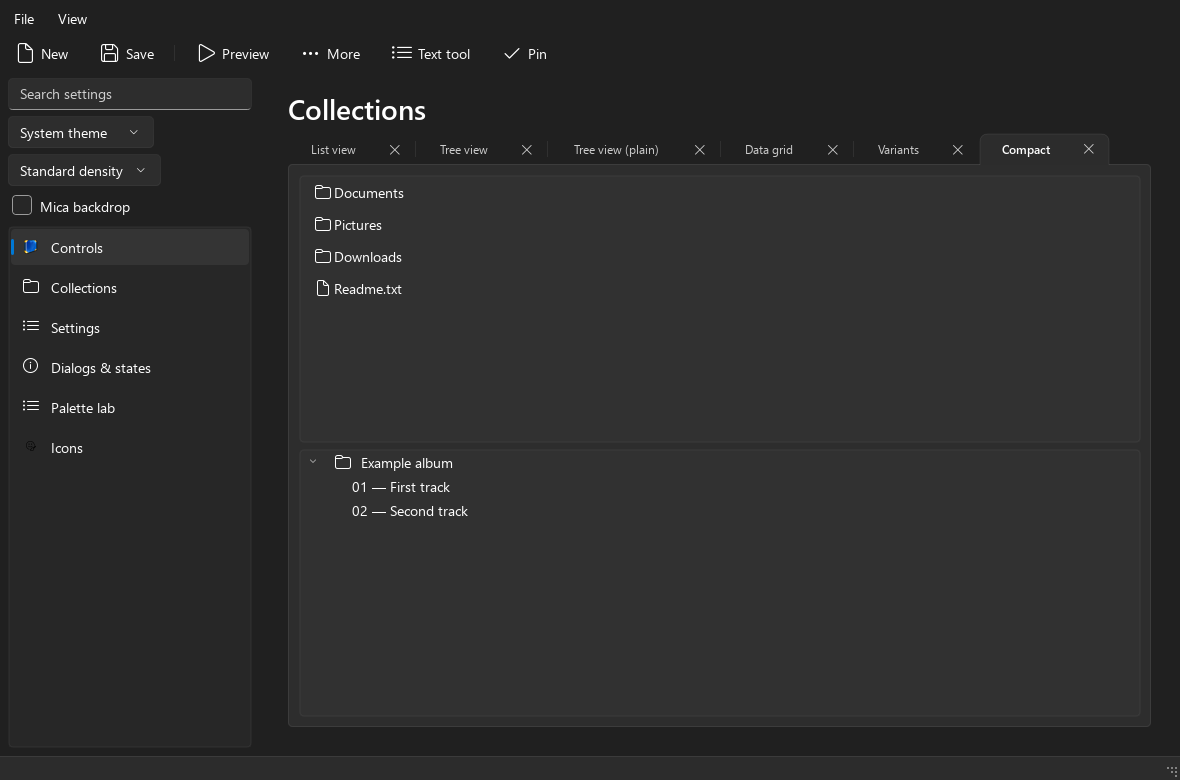 File View
New Save Preview More Text tool Pin
Search settings
System theme
Standard density
Mica backdrop
Controls
Collections
Settings
Dialogs & states
Palette lab
Icons
Collections
List view Tree view Tree view (plain) Data grid Variants Compact
Documents
Pictures
Downloads
Readme.txt
Example album
01 — First track
02 — Second track